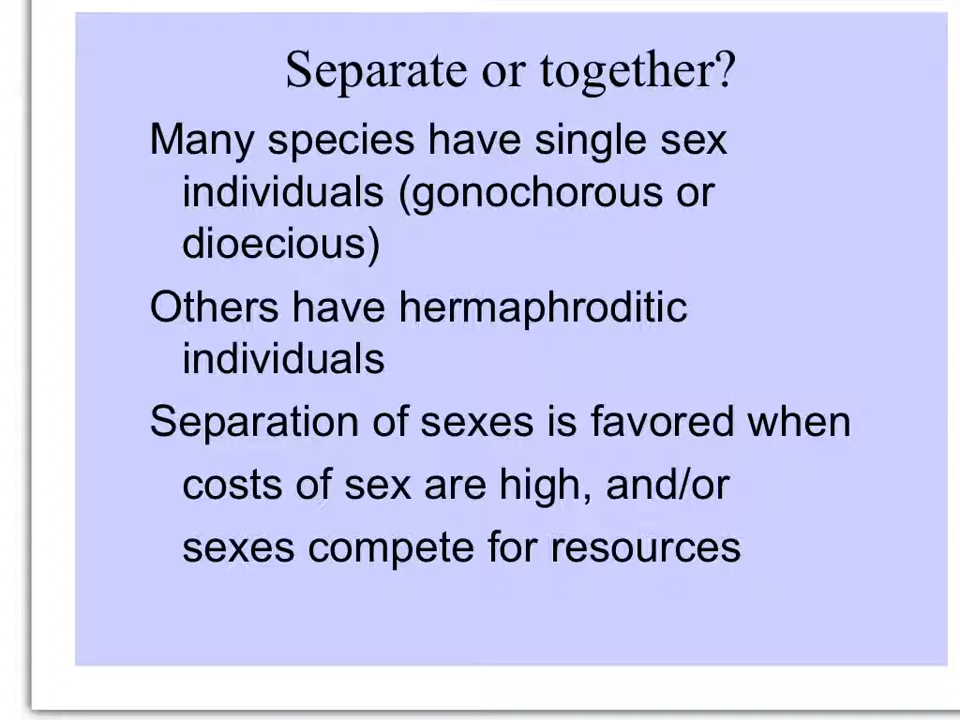 Separate or together?
Many species have single sex
individuals (gonochorous or
dioecious)
Others have hermaphroditic
individuals
Separation of sexes is favored when
costs of sex are high, and/or
sexes compete for resources